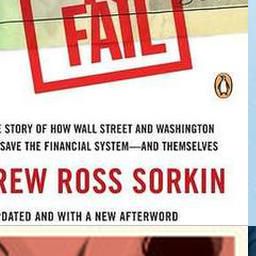 FAIL
E STORY OF HOW WALL STREET AND WASHINGTON
SAVE THE FINANCIAL SYSTEM—AND THEMSELVES
REW ROSS SORKIN
PDATED AND WITH A NEW AFTERWORD